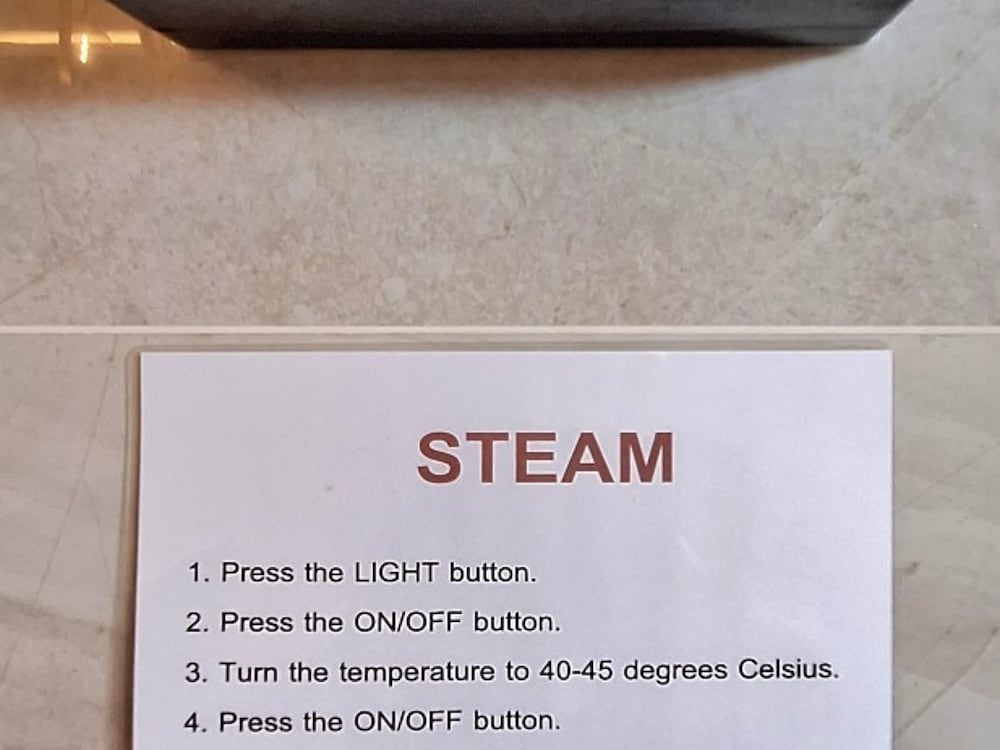 STEAM
1. Press the LIGHT button.
2. Press the ON/OFF button.
3. Turn the temperature to 40-45 degrees Celsius.
4. Press the ON/OFF button.